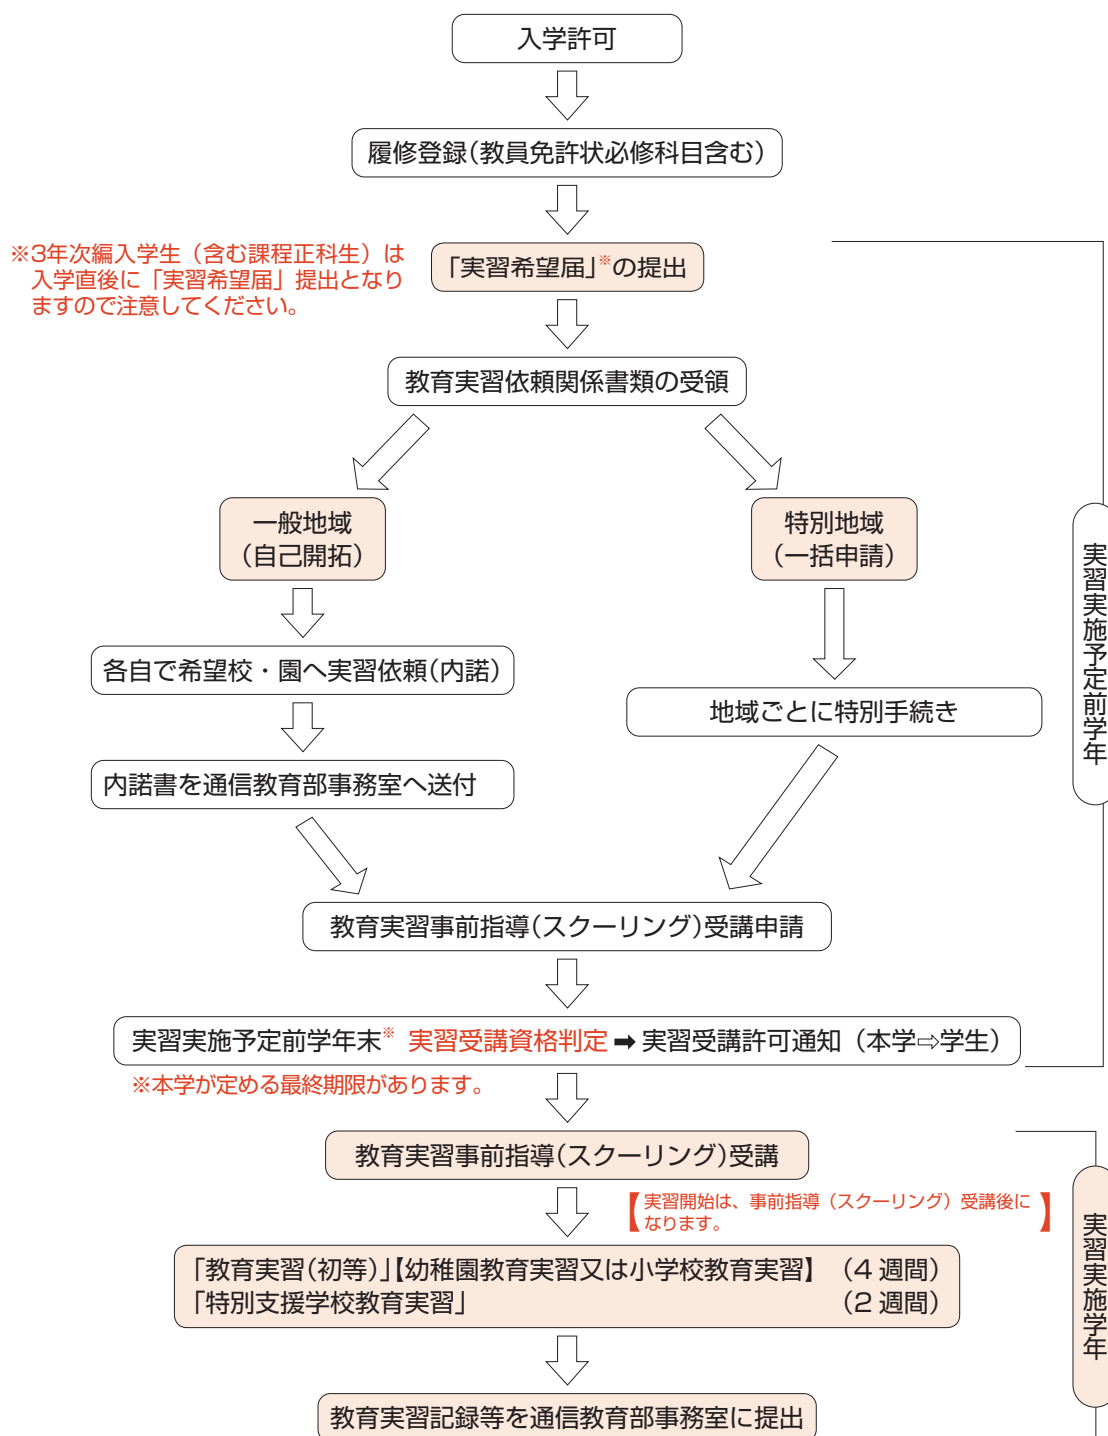 入学許可
履修登録(教員免許状必修科目含む)
※3年次編入学生（含む課程正科生）は
入学直後に「実習希望届」提出となり
ますので注意してください。
「実習希望届」※の提出
教育実習依頼関係書類の受領
一般地域
（自己開拓）
特別地域
（一括申請）
各自で希望校・園へ実習依頼(内諾)
地域ごとに特別手続き
内諾書を通信教育部事務室へ送付
教育実習事前指導(スクーリング)受講申請
実習実施予定前学年末※ 実習受講資格判定➡実習受講許可通知（本学⇨学生）
※本学が定める最終期限があります。
実習実施予定前学年
教育実習事前指導(スクーリング)受講
【実習開始は、事前指導（スクーリング）受講後に
なります。】
「教育実習(初等)」【幼稚園教育実習又は小学校教育実習】（4週間）
「特別支援学校教育実習」（2週間）
教育実習記録等を通信教育部事務室に提出
実習実施学年